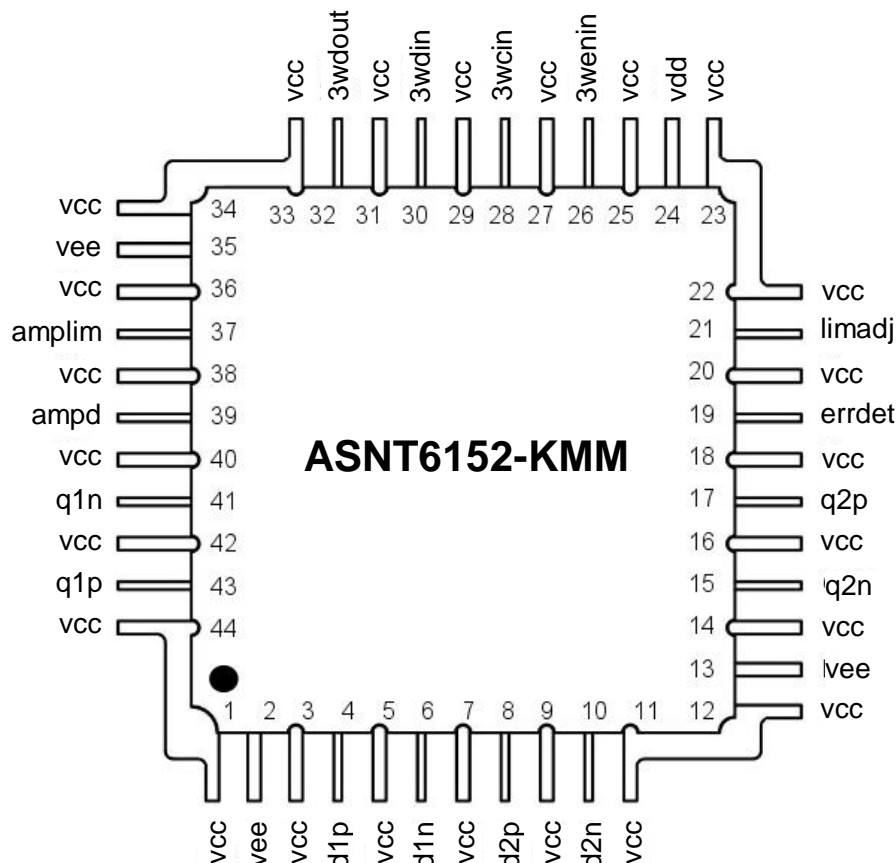 vcc 3wdout vcc 3wdin vcc 3wcin vcc 3wenin vcc vdd vcc
33 32 31 30 29 28 27 26 25 24 23
vcc 34
vee 35
vcc 36 22 vcc
amplim 37 21 limadj
vcc 38 20 vcc
ampd 39 19 errdet
vcc 40 ASNT6152-KMM 18 vcc
q1n 41 17 q2p
vcc 42 16 vcc
q1p 43 15 q2n
vcc 44 14 vcc
13 vee
1 2 3 4 5 6 7 8 9 10 11 12 vcc
vcc vee vcc d1p vcc d1n vcc d2p vcc d2n vcc